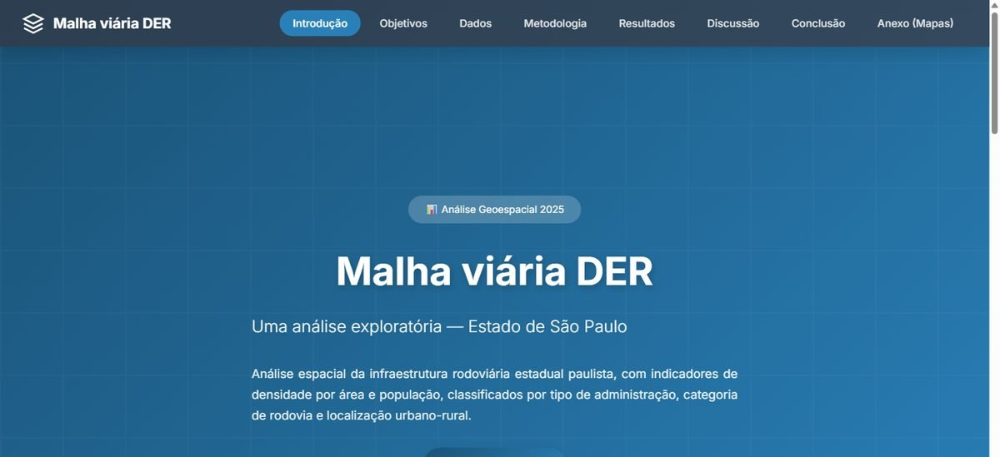 Malha viária DER
Introdução
Objetivos
Dados
Metodologia
Resultados
Discussão
Conclusão
Anexo (Mapas)
Análise Geoespacial 2025
Malha viária DER
Uma análise exploratória — Estado de São Paulo
Análise espacial da infraestrutura rodoviária estadual paulista, com indicadores de
densidade por área e população, classificados por tipo de administração, categoria
de rodovia e localização urbano-rural.